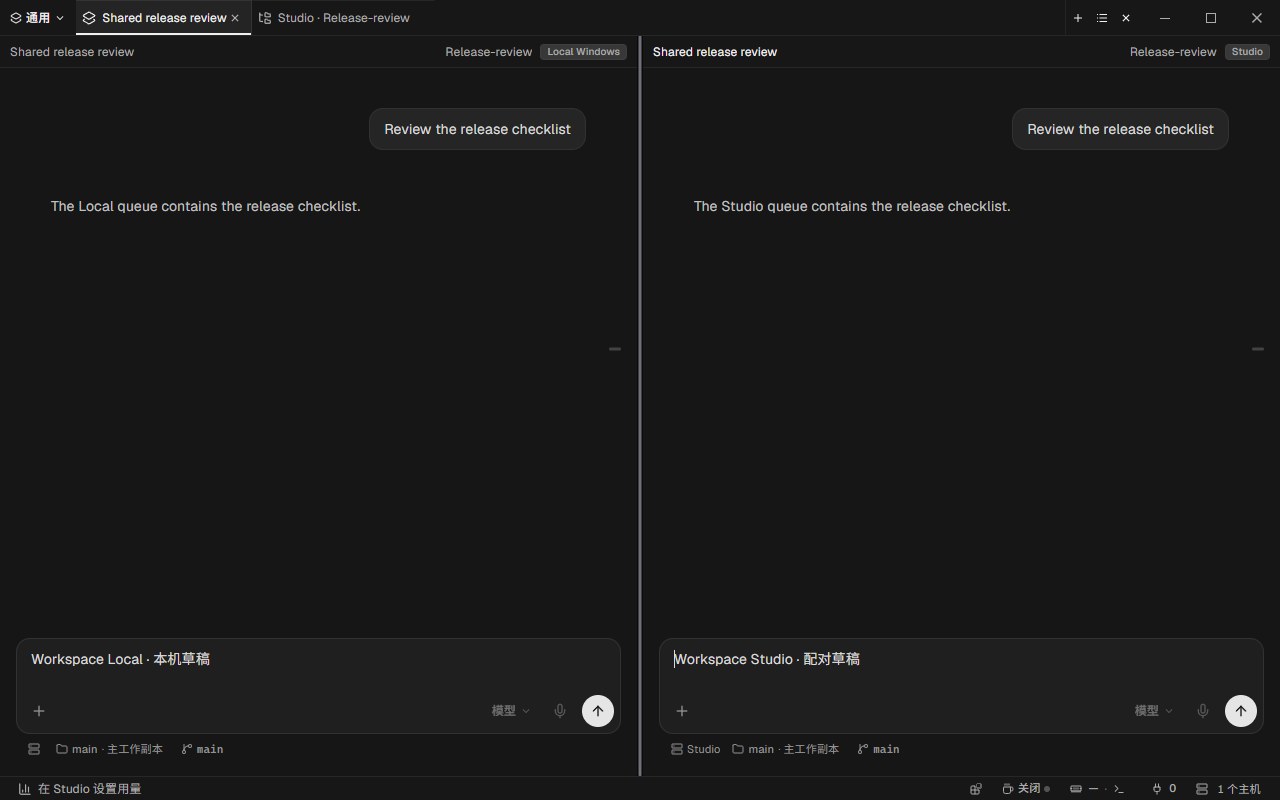 通用
Shared release review
Studio · Release-review
Shared release review
Release-review
Local Windows
Review the release checklist
The Local queue contains the release checklist.
Workspace Local · 本机草稿
模型
main · 主工作副本
main
Shared release review
Release-review
Studio
Review the release checklist
The Studio queue contains the release checklist.
Workspace Studio · 配对草稿
模型
Studio
main · 主工作副本
main
在 Studio 设置用量
关闭
— ·
0
1 个主机